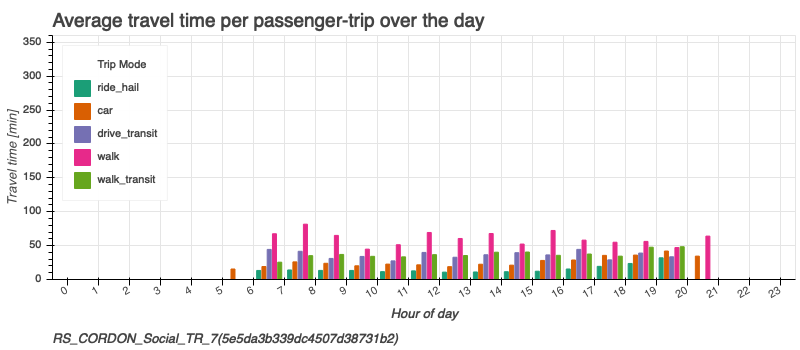 Average travel time per passenger-trip over the day
Travel time [min]
350
300
250
200
150
100
50
0
Trip Mode
ride_hail
car
drive_transit
walk
walk_transit
0 1 2 3 4 5 6 7 8 9 10 11 12 13 14 15 16 17 18 19 20 21 22 23
Hour of day
RS_CORDON_Social_TR_7(5e5da3b339dc4507d38731b2)